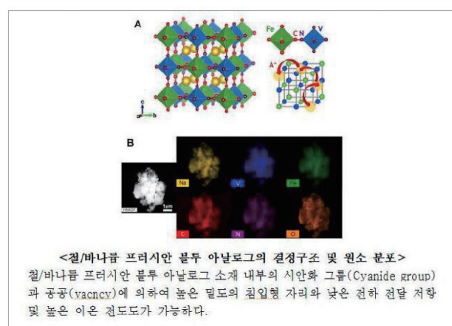 A
Fe
C N
V
A⁺
c
b
B
Na
V
Fe
HAADF
1μm
C
N
O
<철/바나듐 프러시안 블루 아날로그의 결정구조 및 원소 분포>
철/바나듐 프러시안 블루 아날로그 소재 내부의 시안화 그룹(Cyanide group)
과 공공(vacncy)에 의하여 높은 밀도의 침입형 자리와 낮은 전하 전달 저항
및 높은 이온 전도도가 가능하다.